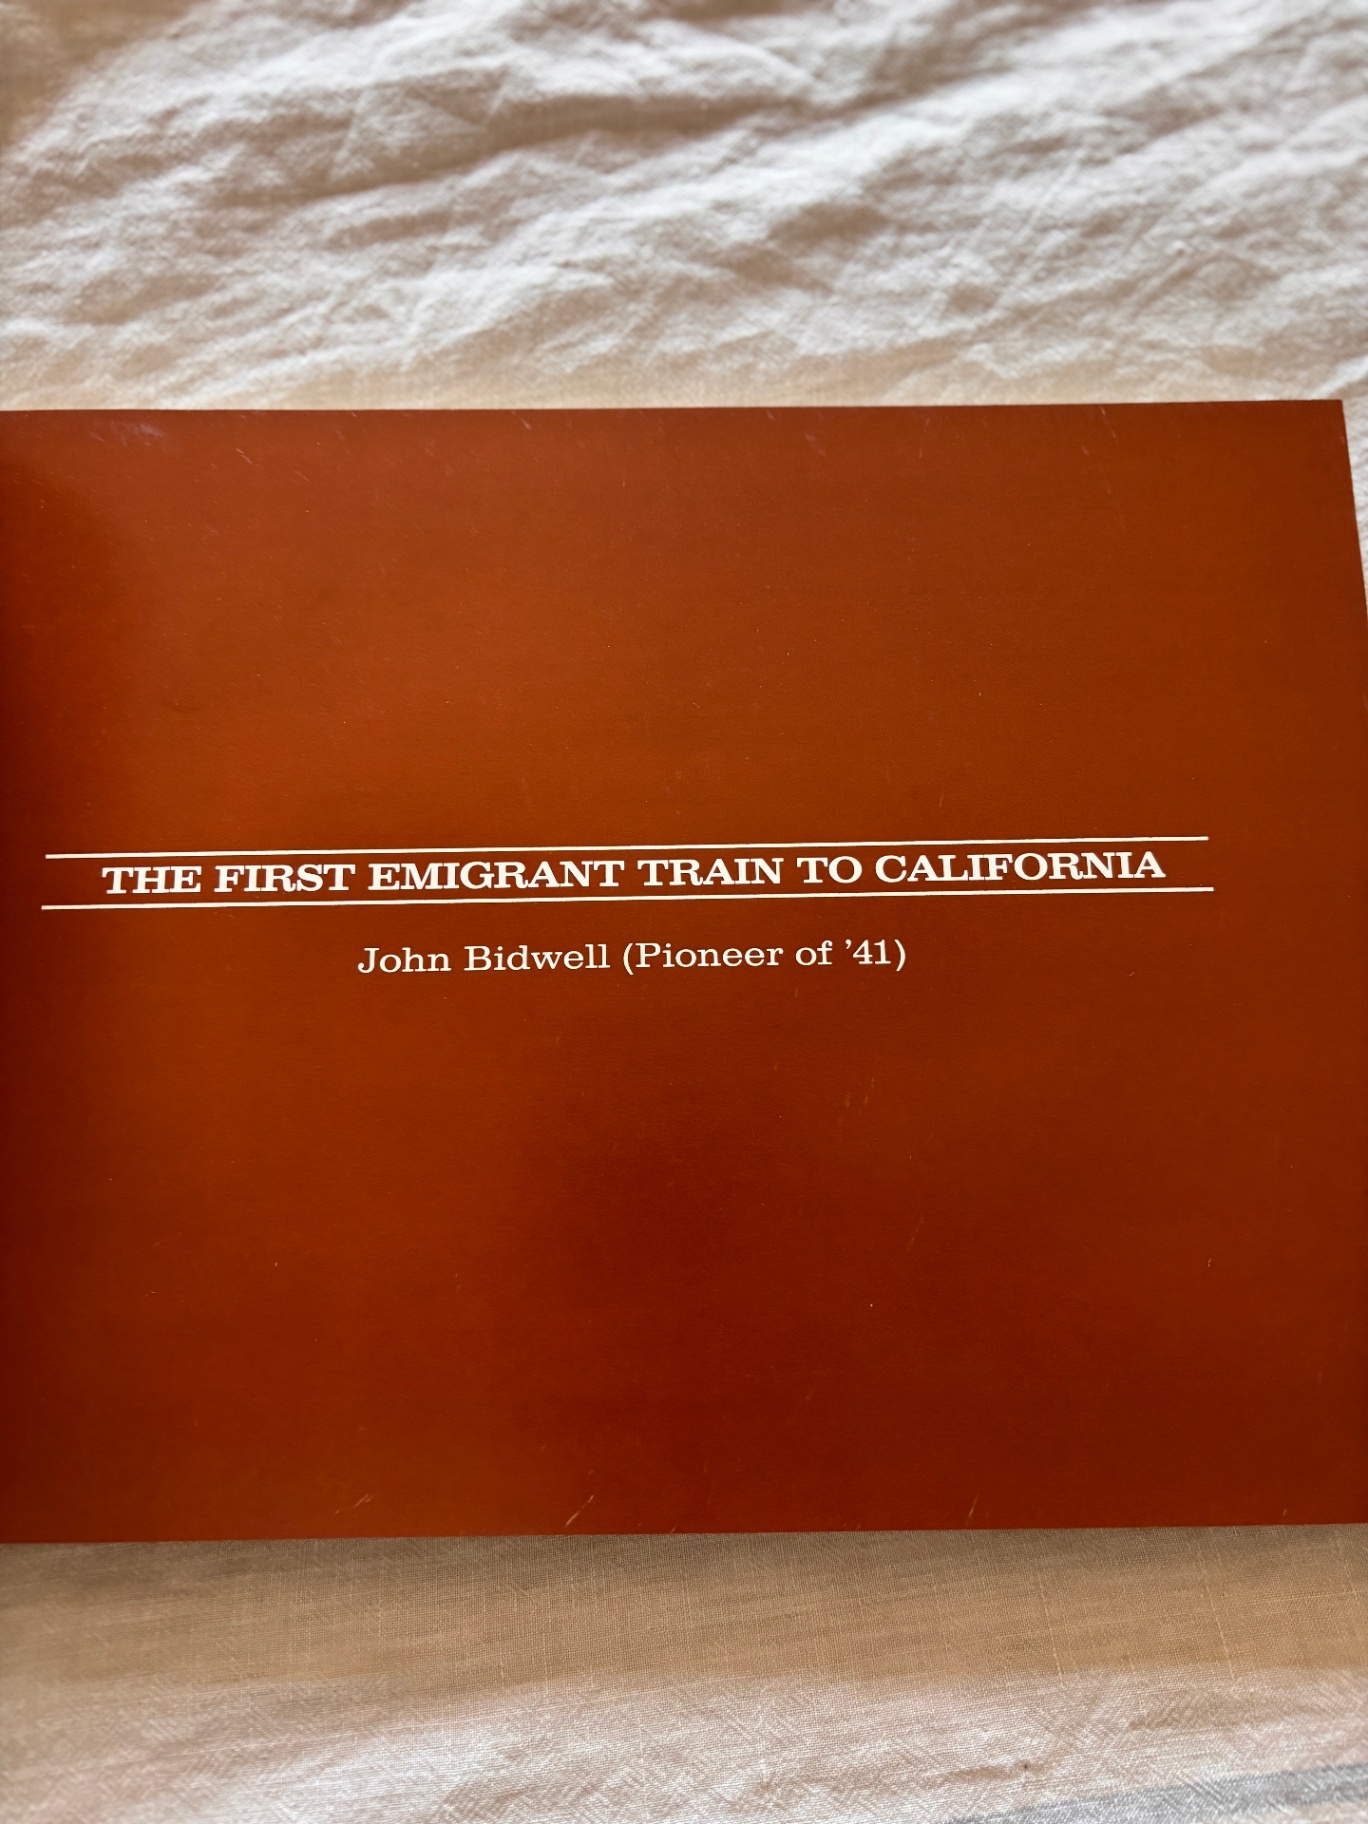 THE FIRST EMIGRANT TRAIN TO CALIFORNIA
John Bidwell (Pioneer of ’41)